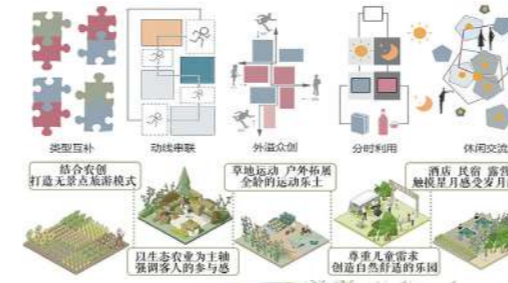 类型互补
动线串联
外溢众创
分时利用
休闲交流
结合农创
打造无景点旅游模式
草地运动 户外拓展
全龄的运动乐土
酒店 民宿 露营
触摸星月感受岁月
以生态农业为主轴
强调客人的参与感
尊重儿童需求
创造自然舒适的乐园